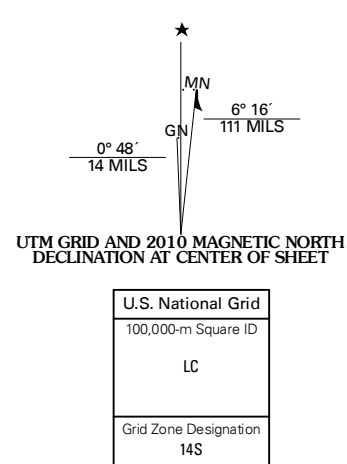 ★
MN
6° 16´
111 MILS
GN
0° 48´
14 MILS
UTM GRID AND 2010 MAGNETIC NORTH
DECLINATION AT CENTER OF SHEET
U.S. National Grid
100,000-m Square ID
LC
Grid Zone Designation
14S